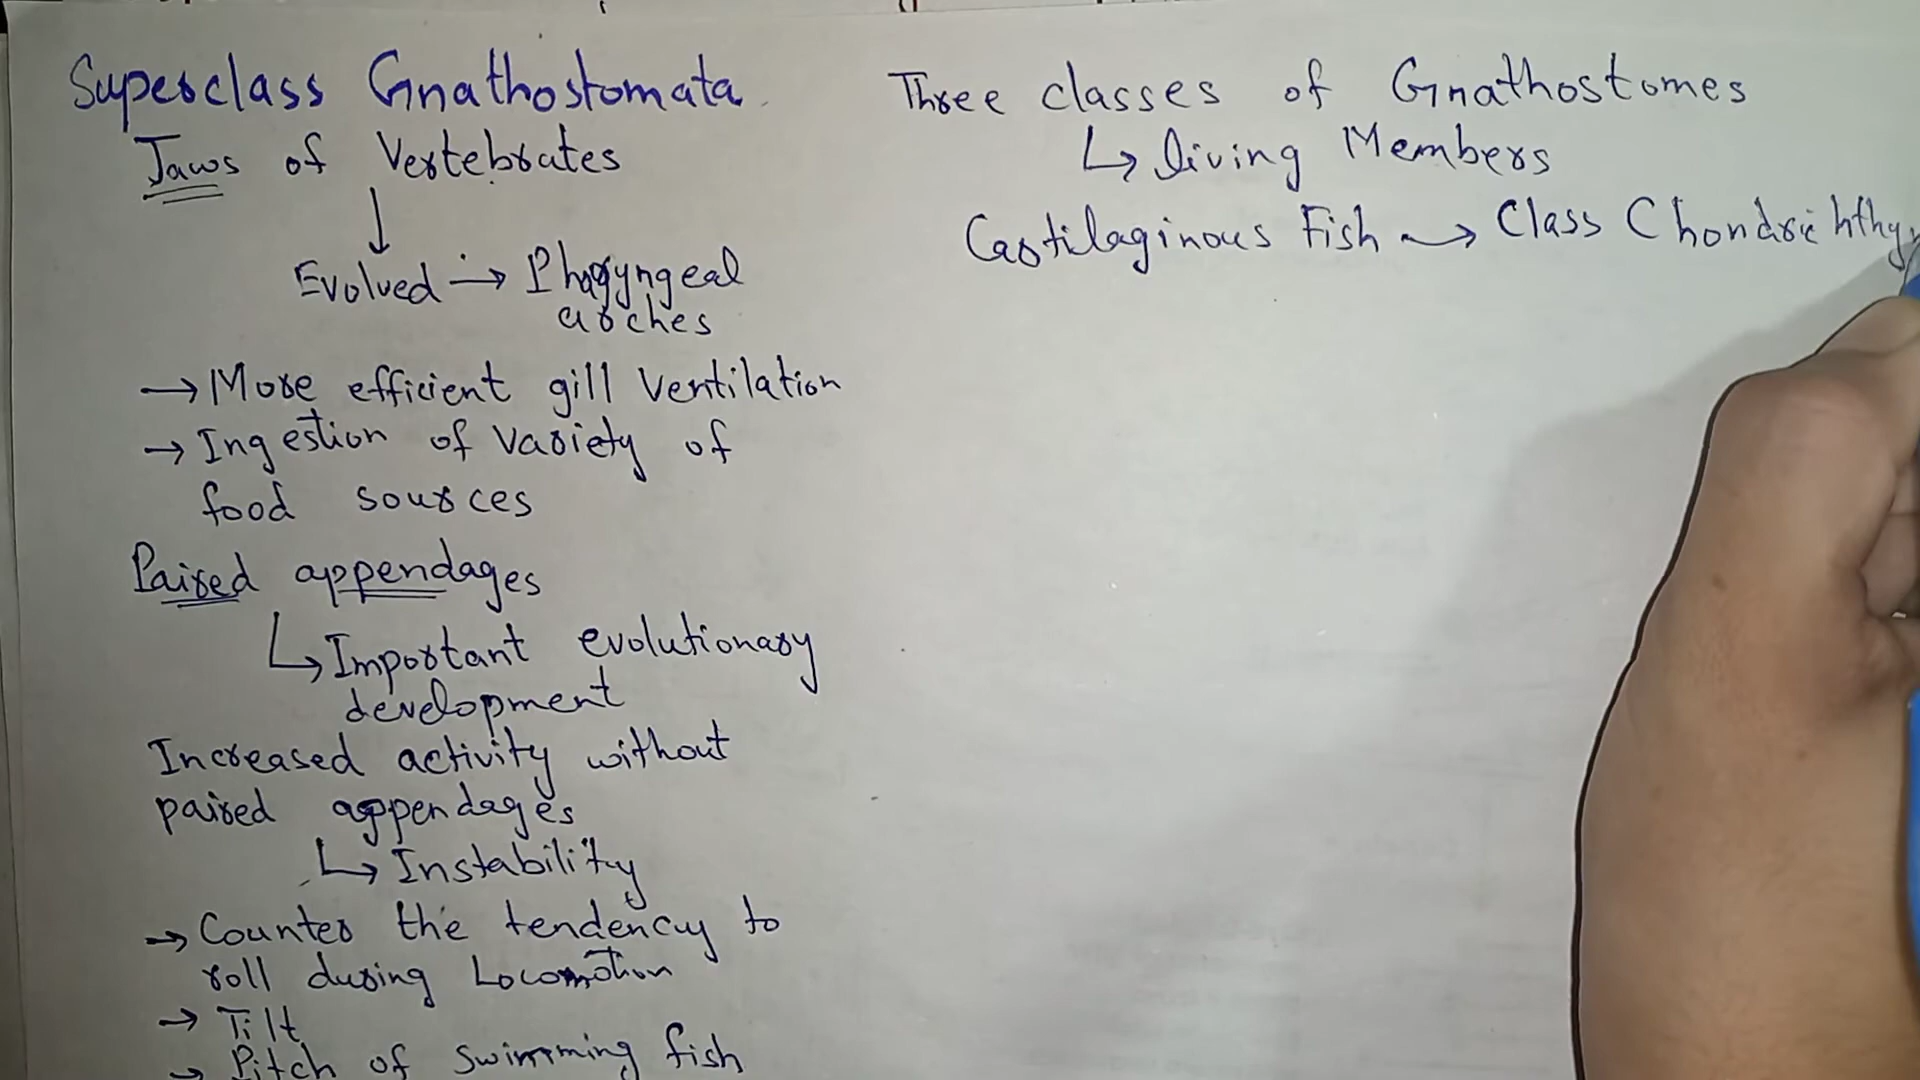 Superclass Gnathostomata
Jaws of Vertebrates
↓
Evolved → Pharyngeal
arches
→ More efficient gill Ventilation
→ Ingestion of Variety of
food sources
Paired appendages
↳ Important evolutionary
development
Increased activity without
paired appendages
↳ Instability
→ Counter the tendency to
roll during Locomotion
→ Tilt
→ Pitch of swimming fish
Three classes of Gnathostomes
↳ living Members
Cartilaginous Fish → Class Chondrichthy